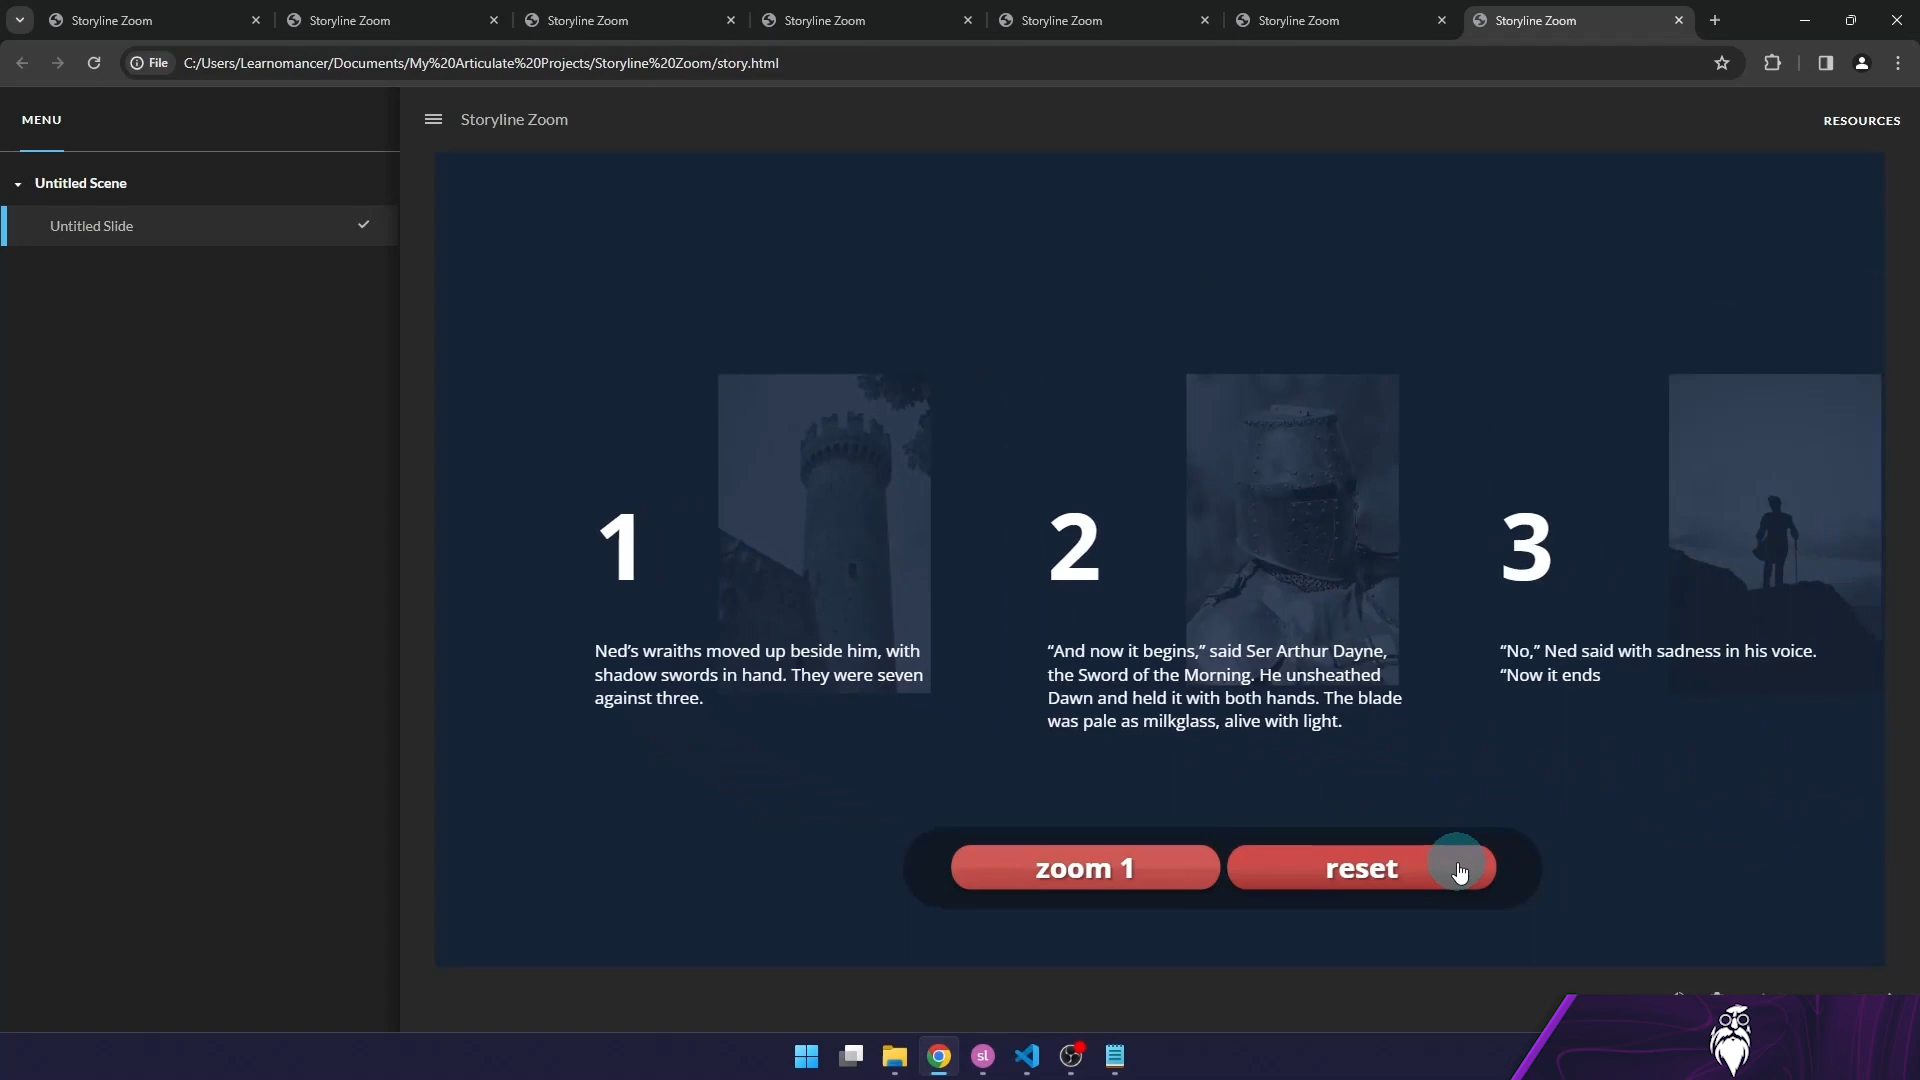 Storyline Zoom
Storyline Zoom
Storyline Zoom
Storyline Zoom
Storyline Zoom
Storyline Zoom
Storyline Zoom
File
C:/Users/Learnomancer/Documents/My%20Articulate%20Projects/Storyline%20Zoom/story.html
MENU
Storyline Zoom
RESOURCES
Untitled Scene
Untitled Slide
1
Ned’s wraiths moved up beside him, with
shadow swords in hand. They were seven
against three.
2
“And now it begins,” said Ser Arthur Dayne,
the Sword of the Morning. He unsheathed
Dawn and held it with both hands. The blade
was pale as milkglass, alive with light.
3
“No,” Ned said with sadness in his voice.
“Now it ends
zoom 1
reset
sl